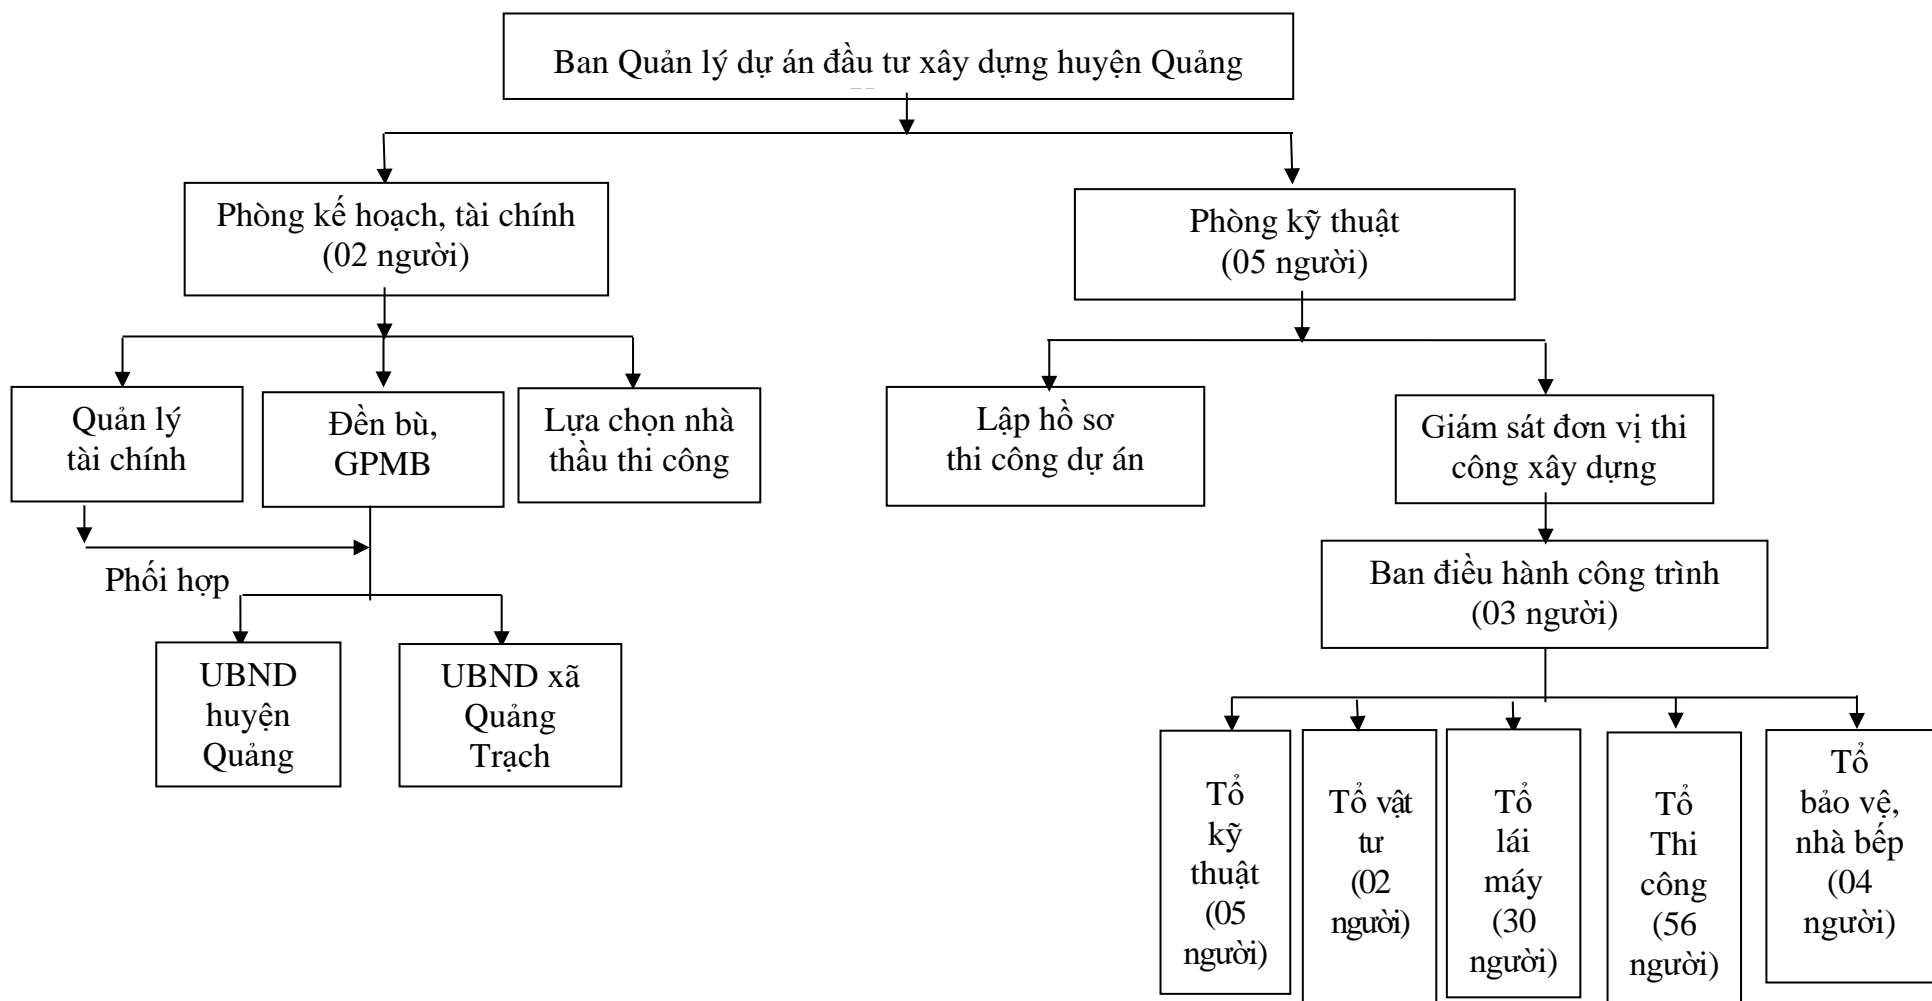 Ban Quản lý dự án đầu tư xây dựng huyện Quảng
Phòng kế hoạch, tài chính
(02 người)
Phòng kỹ thuật
(05 người)
Quản lý
tài chính
Đền bù,
GPMB
Lựa chọn nhà
thầu thi công
Lập hồ sơ
thi công dự án
Giám sát đơn vị thi
công xây dựng
Phối hợp
Ban điều hành công trình
(03 người)
UBND
huyện
Quảng
UBND xã
Quảng
Trạch
Tổ
kỹ
thuật
(05
người)
Tổ vật
tư
(02
người)
Tổ
lái
máy
(30
người)
Tổ
Thi
công
(56
người)
Tổ
bảo vệ,
nhà bếp
(04
người)